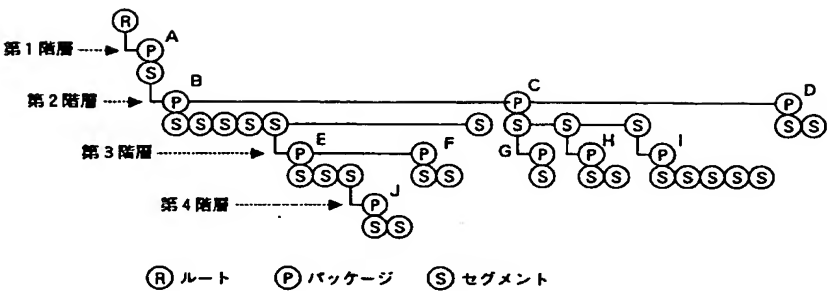 R
A
第1階層 P
S
B C D
第2階層 P P P
S S S S S S S S S S S
E F G H I
第3階層 P P P P P
S S S S S S S S S S S S S
J
第4階層 P
S S
R ルート P パッケージ S セグメント